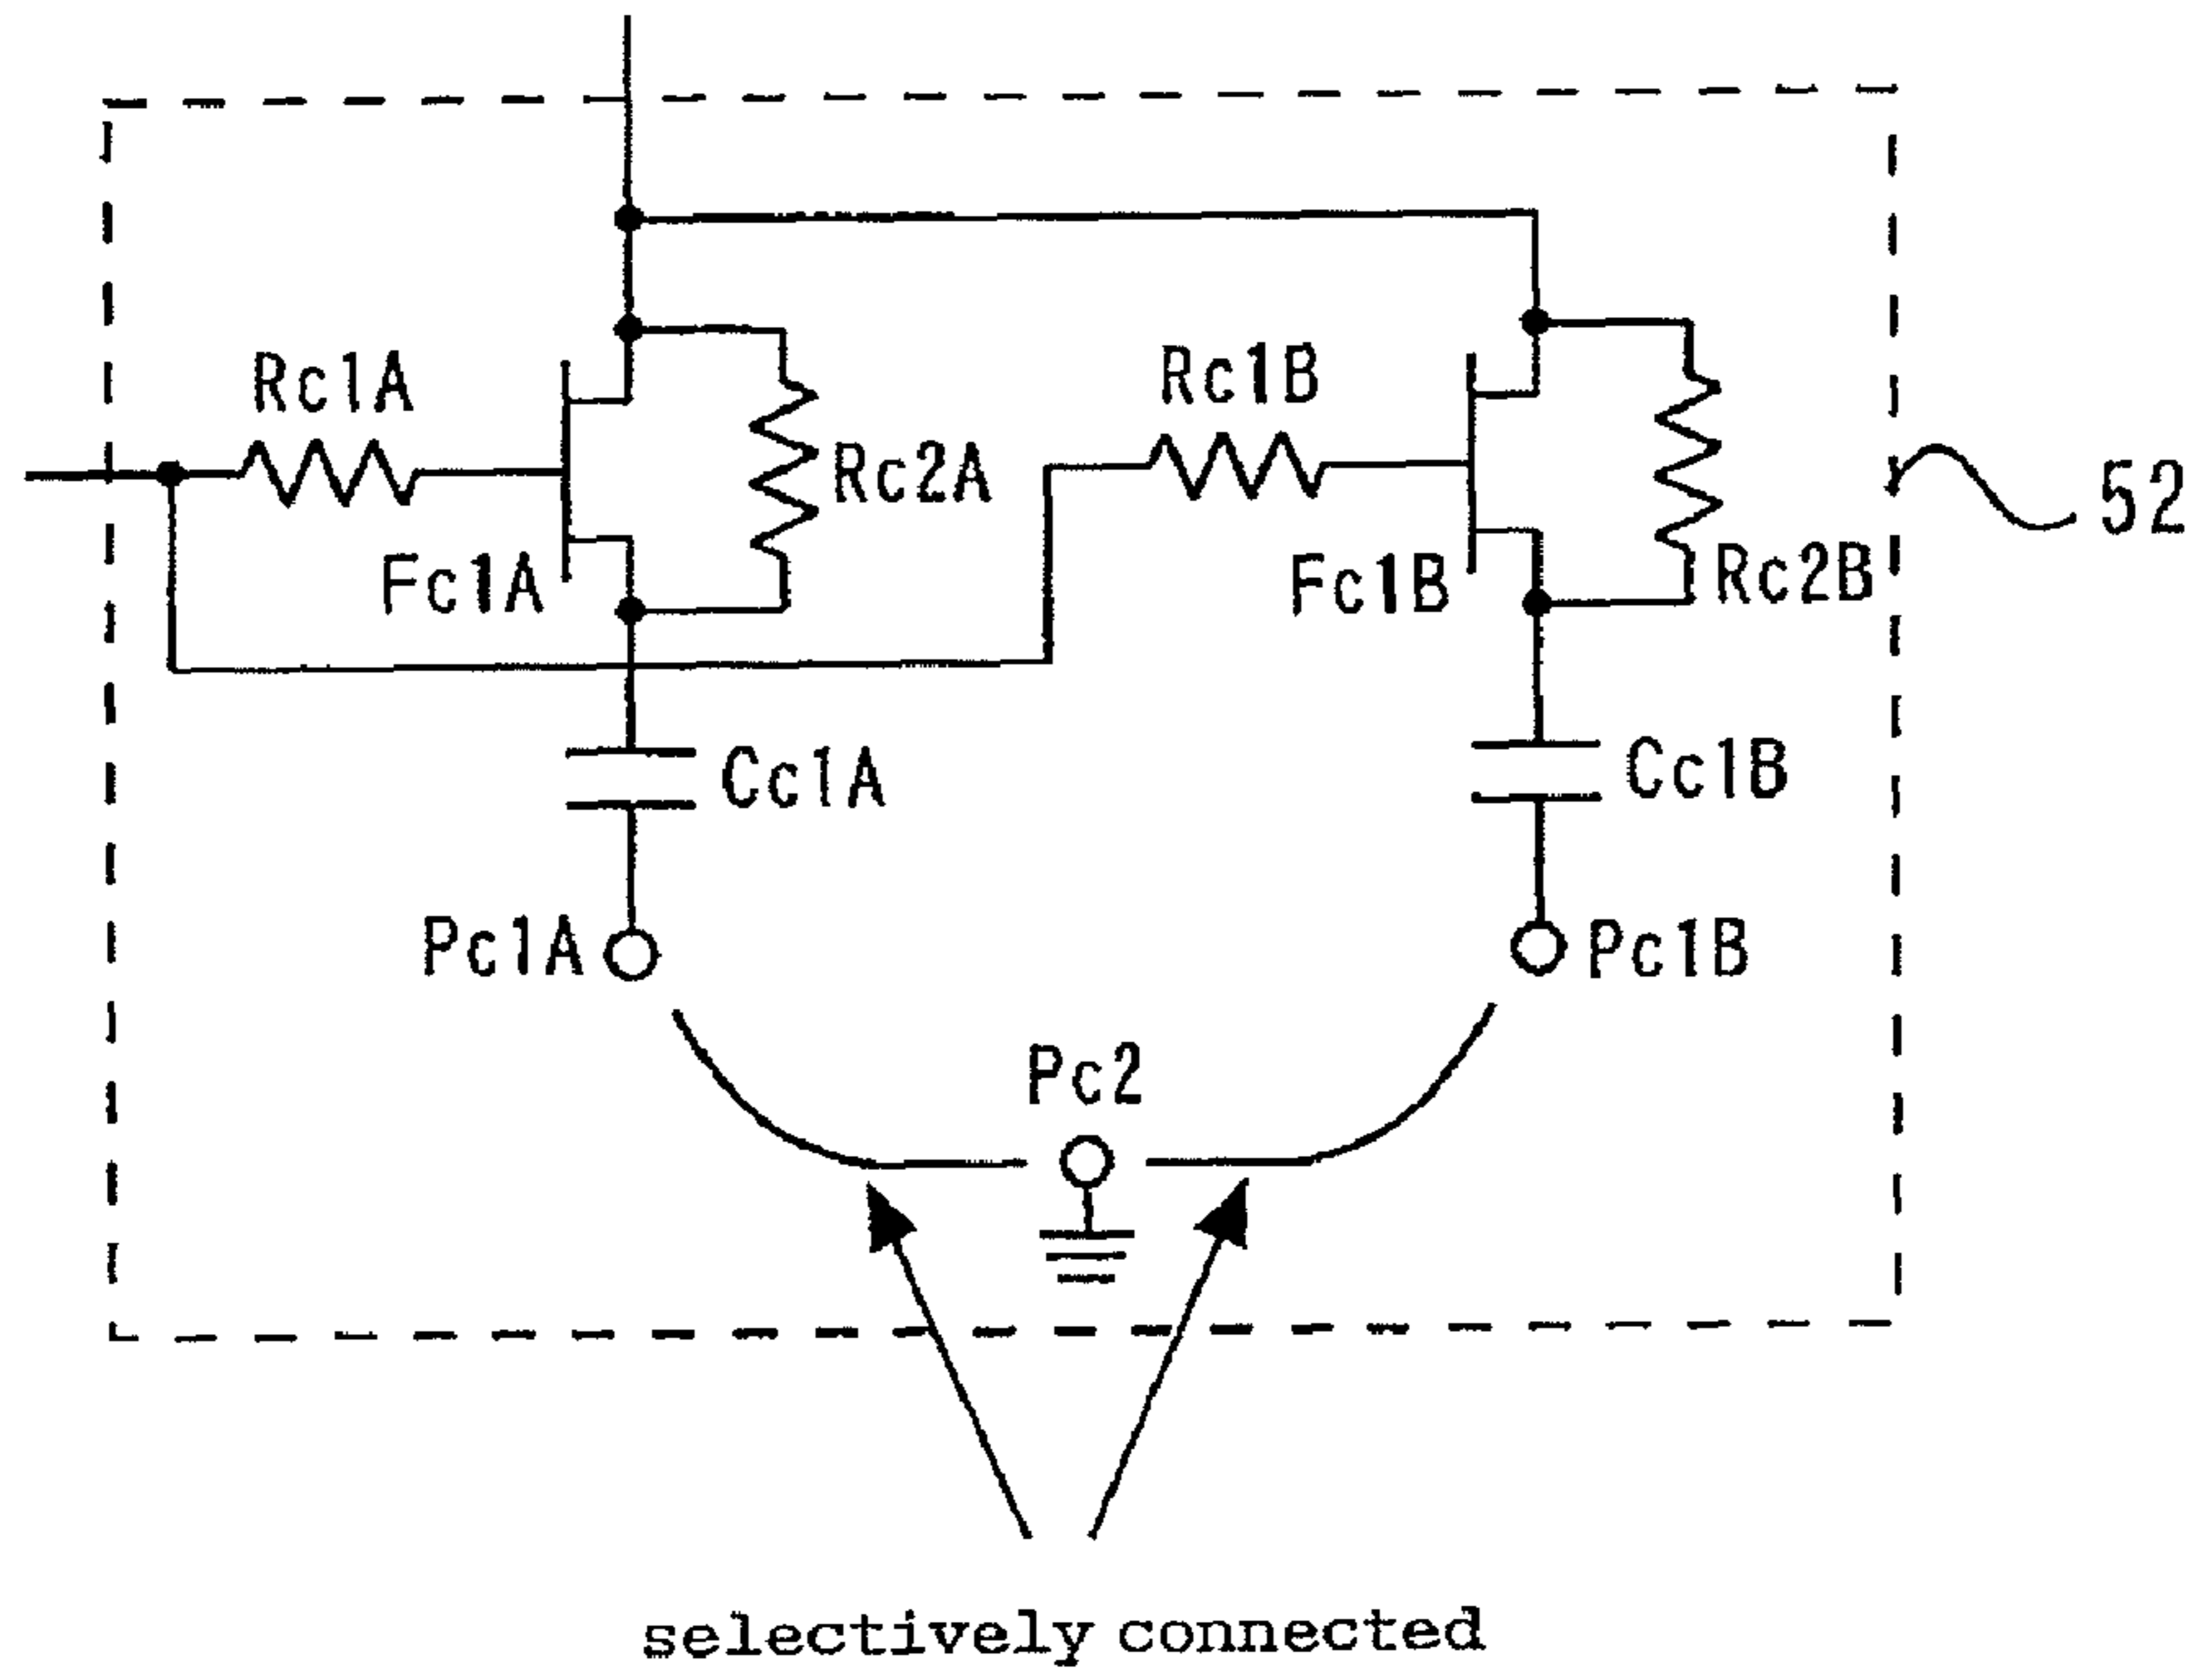 Rc1A
Rc1B
Rc2A
52
Fc1A
Fc1B
Rc2B
Cc1A
Cc1B
Pc1A
Pc1B
Pc2
selectively connected